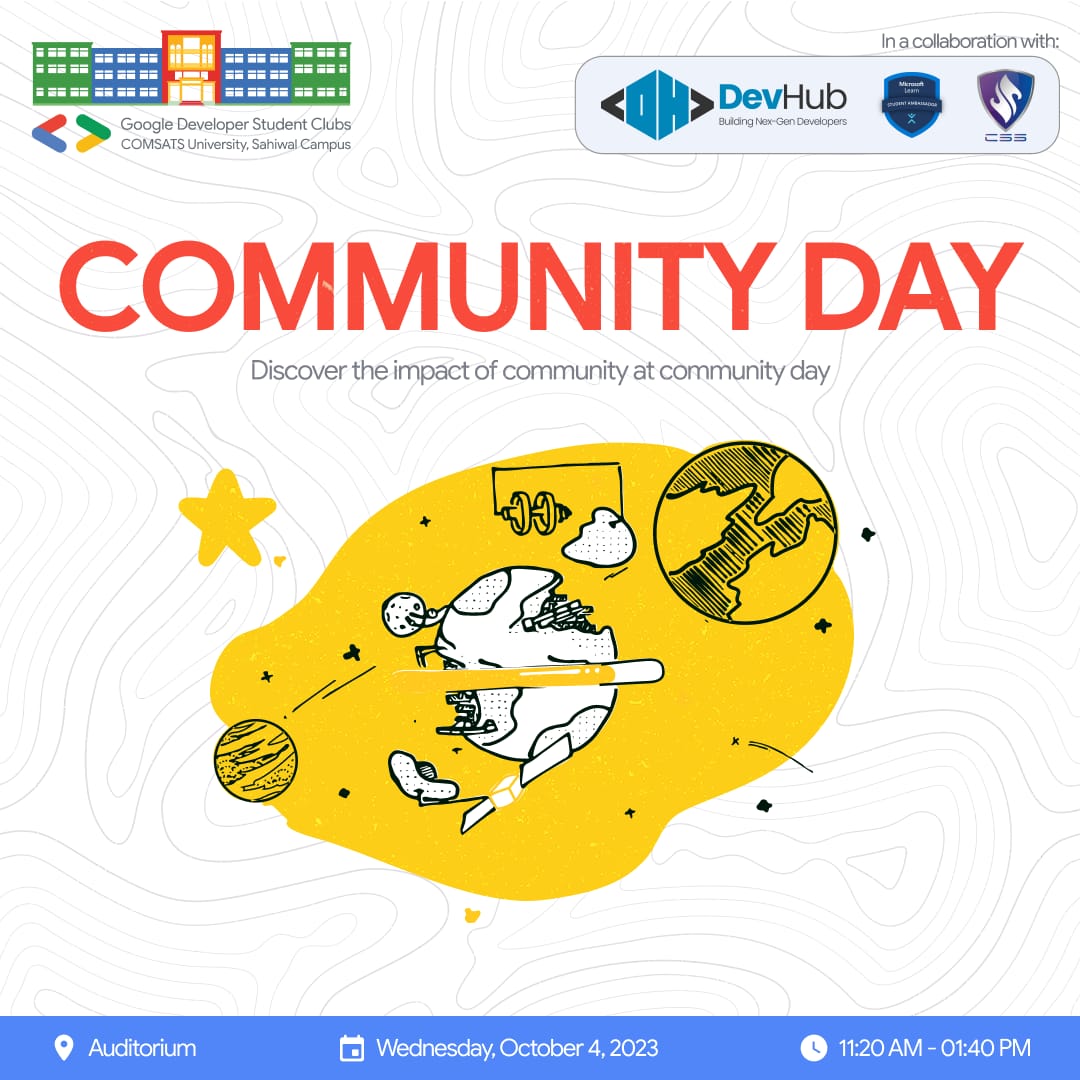 Google Developer Student Clubs
COMSATS University, Sahiwal Campus
In a collaboration with:
DevHub
Building Nex-Gen Developers
Microsoft
Learn
STUDENT AMBASSADOR
CSS
COMMUNITY DAY
Discover the impact of community at community day
Auditorium
Wednesday, October 4, 2023
11:20 AM - 01:40 PM